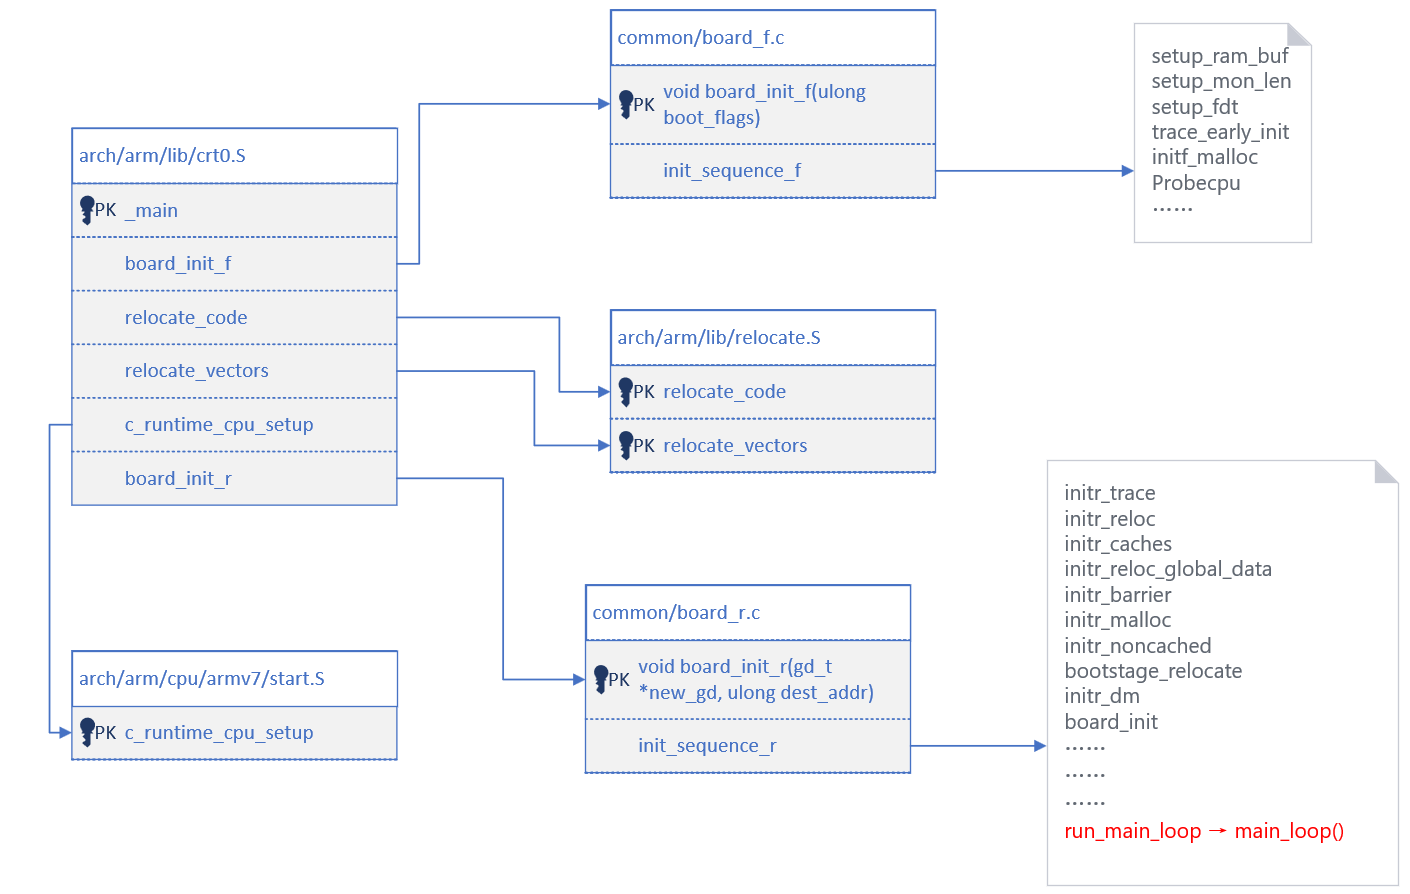 arch/arm/lib/crt0.S
PK _main
board_init_f
relocate_code
relocate_vectors
c_runtime_cpu_setup
board_init_r
arch/arm/cpu/armv7/start.S
PK c_runtime_cpu_setup
common/board_f.c
PK void board_init_f(ulong
boot_flags)
init_sequence_f
arch/arm/lib/relocate.S
PK relocate_code
PK relocate_vectors
common/board_r.c
PK void board_init_r(gd_t
*new_gd, ulong dest_addr)
init_sequence_r
setup_ram_buf
setup_mon_len
setup_fdt
trace_early_init
initf_malloc
Probecpu
……
initr_trace
initr_reloc
initr_caches
initr_reloc_global_data
initr_barrier
initr_malloc
initr_noncached
bootstage_relocate
initr_dm
board_init
……
……
……
run_main_loop → main_loop()